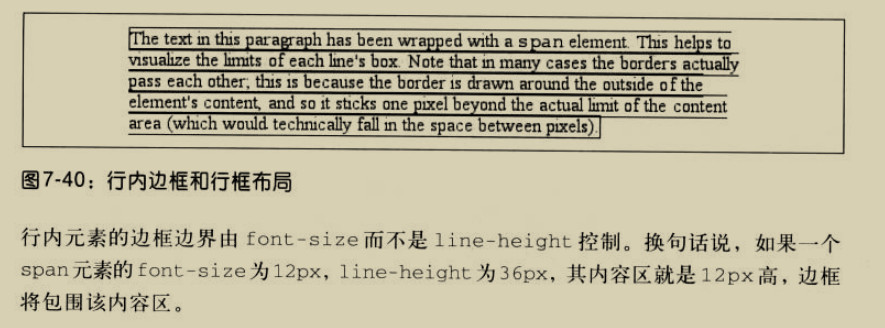 The text in this paragraph has been wrapped with a span element. This helps to
visualize the limits of each line's box. Note that in many cases the borders actually
pass each other; this is because the border is drawn around the outside of the
element's content, and so it sticks one pixel beyond the actual limit of the content
area (which would technically fall in the space between pixels).
图7-40：行内边框和行框布局
行内元素的边框边界由 font-size 而不是 line-height 控制。换句话说，如果一个
span 元素的 font-size 为 12px，line-height 为 36px，其内容区就是 12px 高，边框
将包围该内容区。